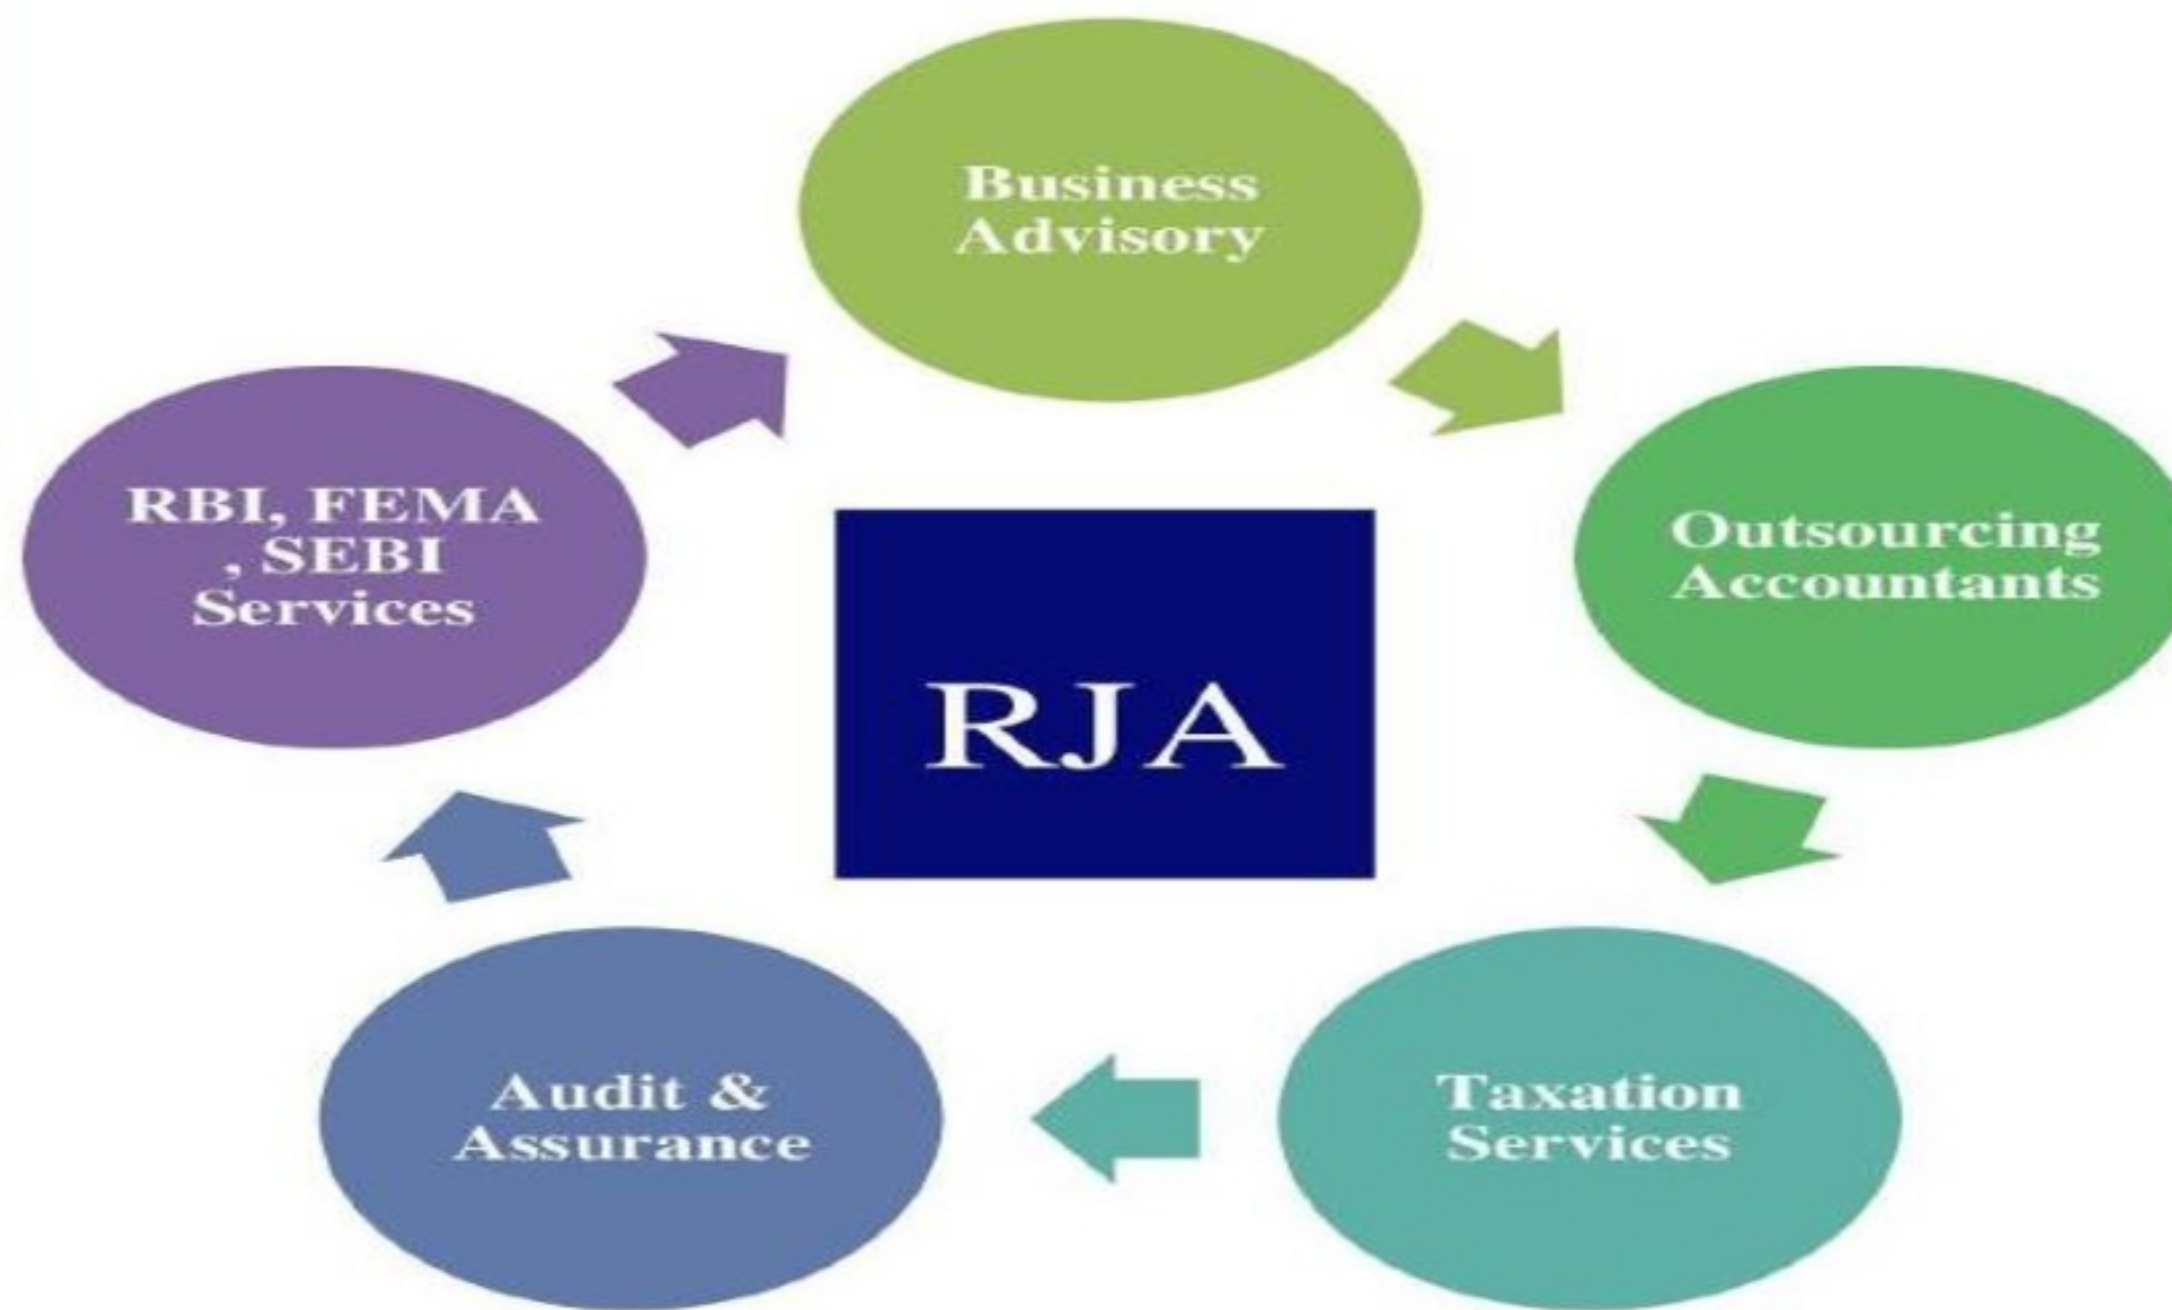 Business
Advisory
Outsourcing
Accountants
Taxation
Services
Audit &
Assurance
RBI, FEMA
, SEBI
Services
RJA